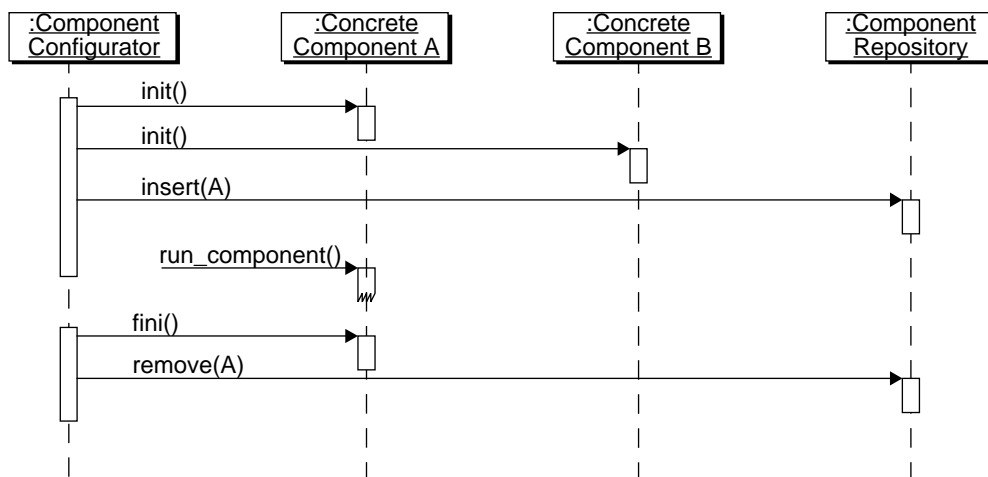 :Component
Configurator
:Concrete
Component A
:Concrete
Component B
:Component
Repository
init()
init()
insert(A)
run_component()
fini()
remove(A)